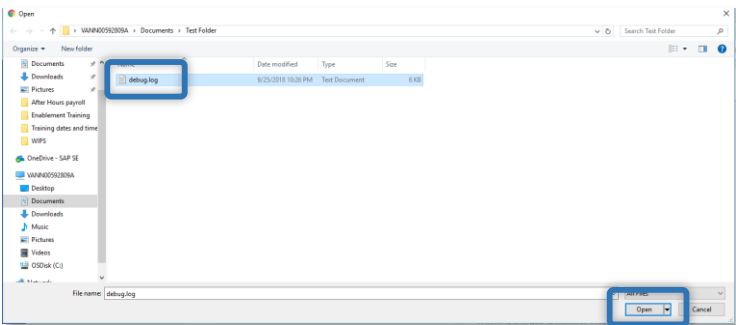 Open
VANN00592809A › Documents › Test Folder
Search Test Folder
Organize
New folder
Date modified
Type
Size
debug.log
9/25/2018 10:26 PM
Text Document
6 KB
Documents
Downloads
Pictures
After Hours payroll
Enablement Training
Training dates and time
WIPS
OneDrive - SAP SE
VANN00592809A
Desktop
Documents
Downloads
Music
Pictures
Videos
OSDisk (C:)
File name:
debug.log
Open
Cancel